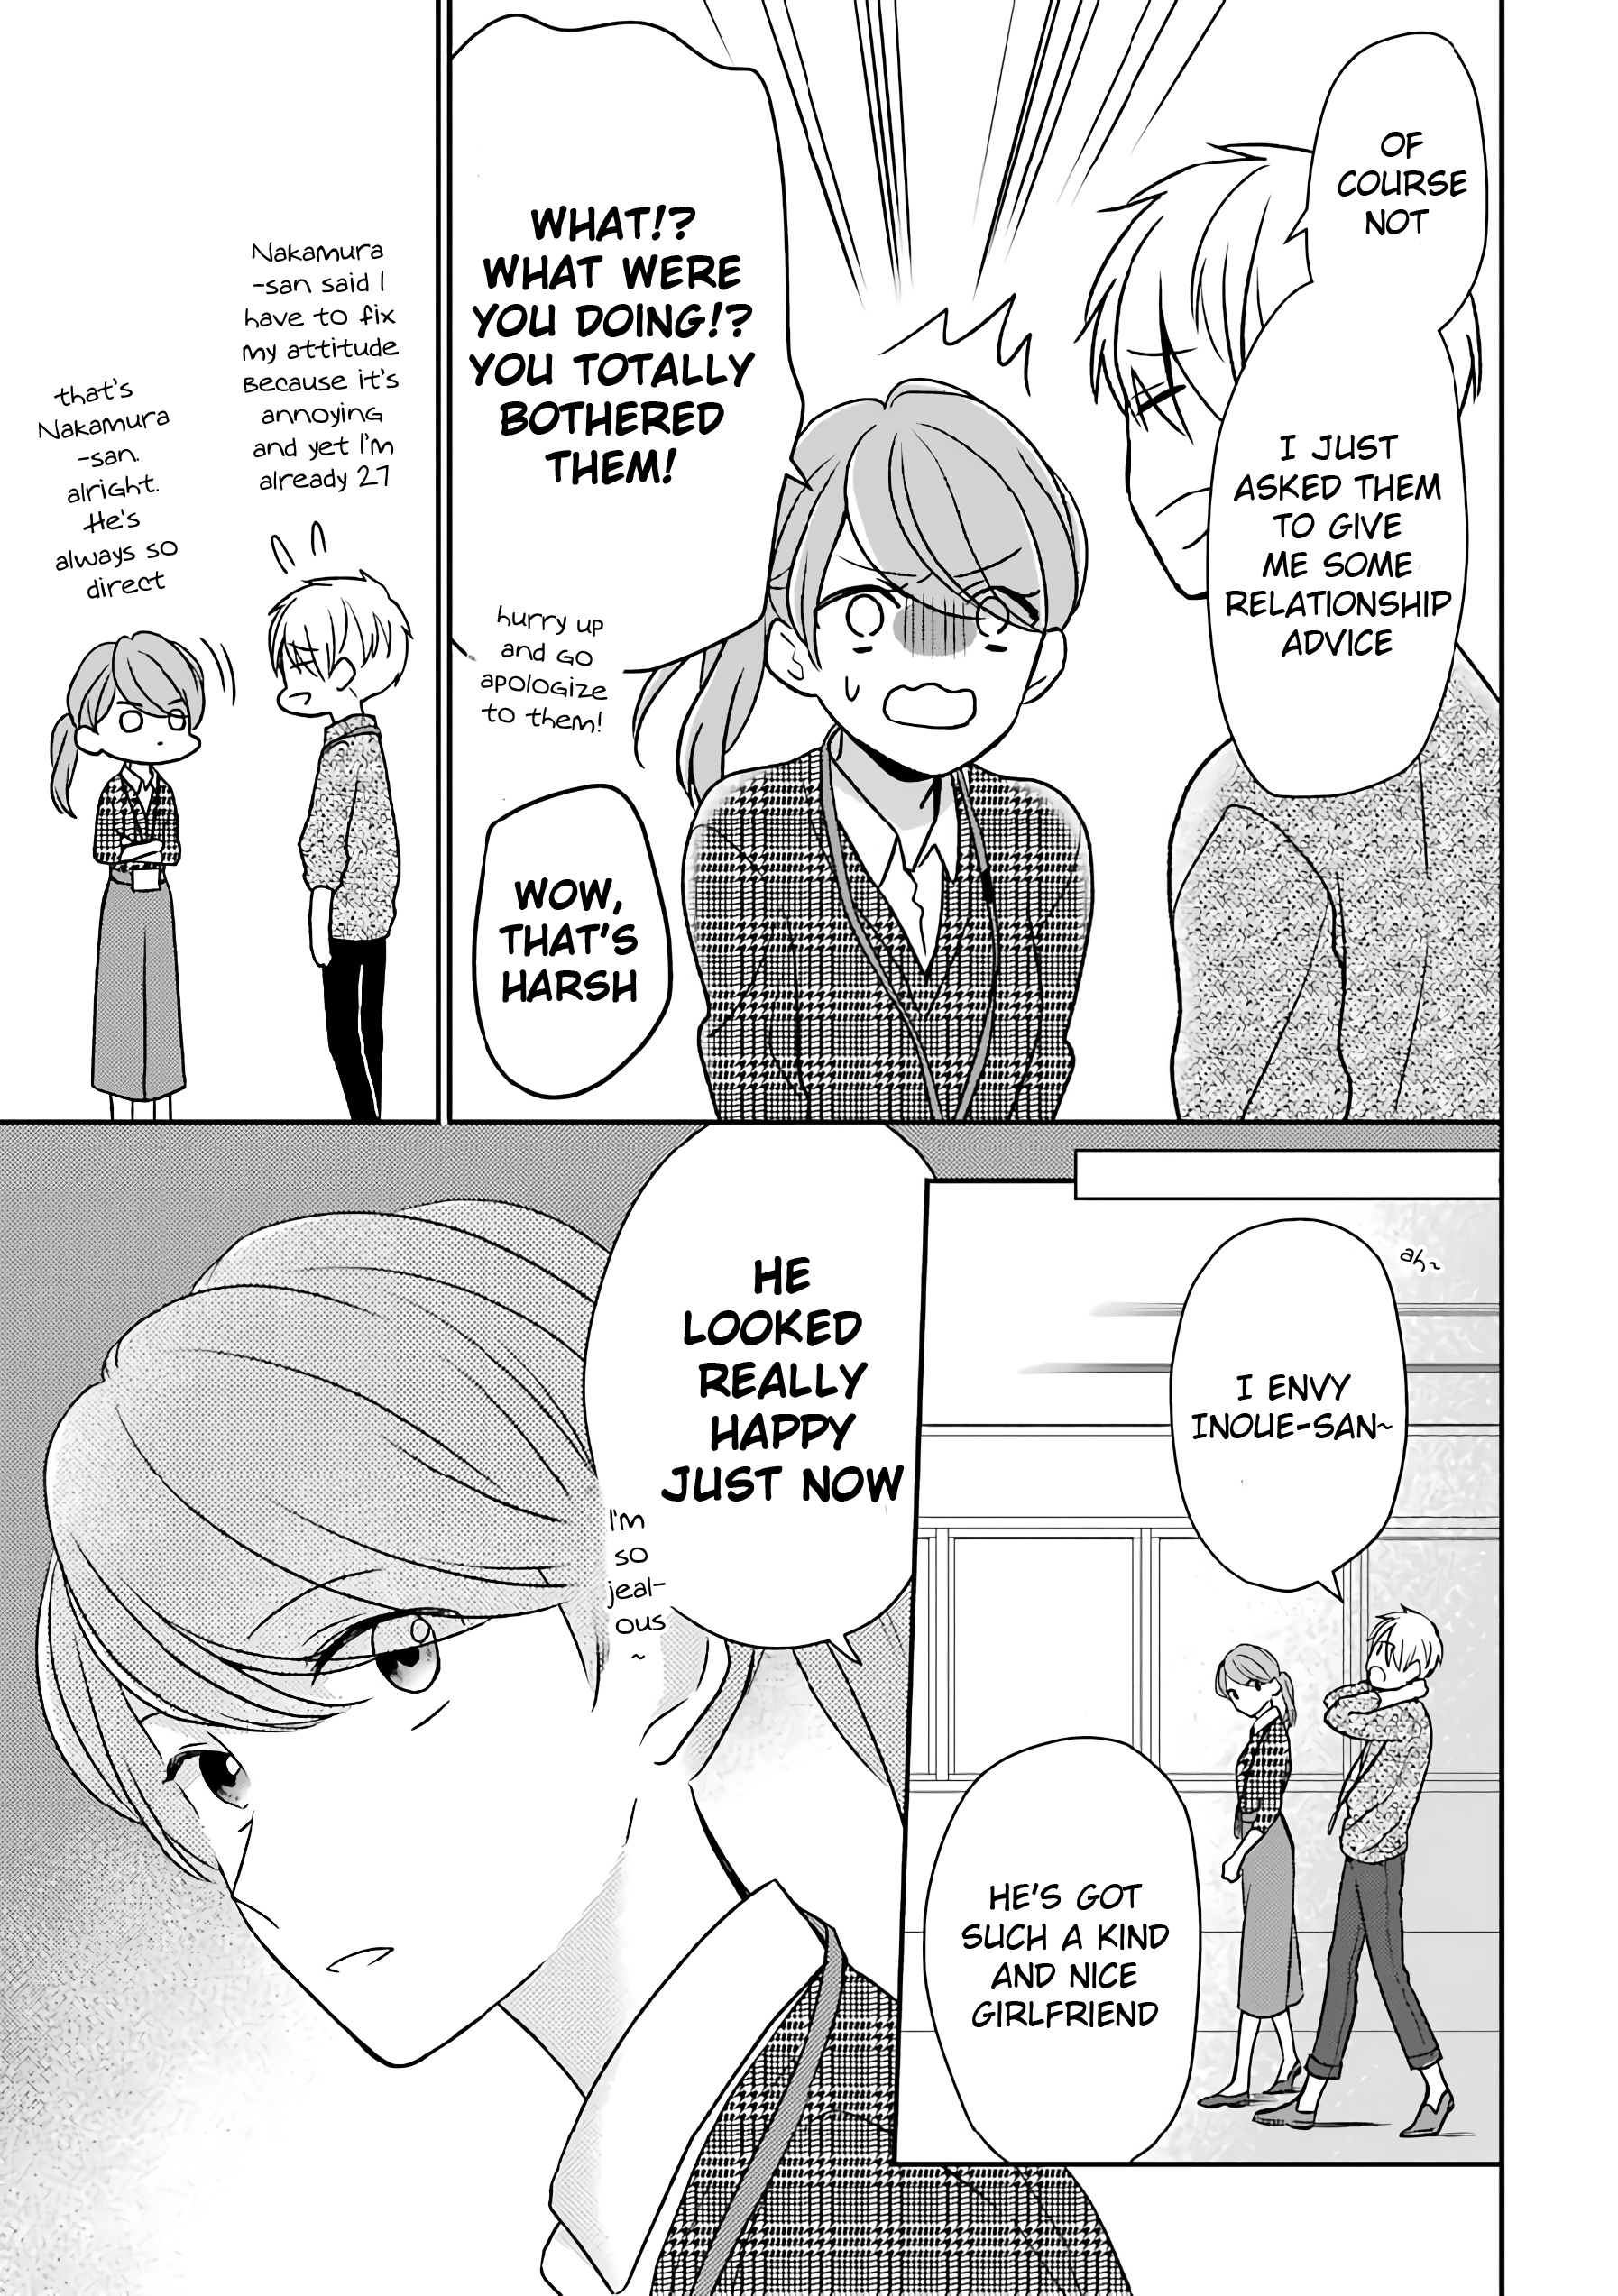 OF
COURSE
NOT
I JUST
ASKED THEM
TO GIVE
ME SOME
RELATIONSHIP
ADVICE
WHAT!?
WHAT WERE
YOU DOING!?
YOU TOTALLY
BOTHERED
THEM!
hurry up
and go
apologize
to them!
WOW,
THAT'S
HARSH
Nakamura
-san said I
have to fix
my attitude
Because it's
annoying
and yet I'm
already 27
that's
Nakamura
-san.
alright.
He's
always so
direct
ah~
I ENVY
INOUE-SAN~
HE'S GOT
SUCH A KIND
AND NICE
GIRLFRIEND
HE
LOOKED
REALLY
HAPPY
JUST NOW
I'm
so
jeal-
ous
~